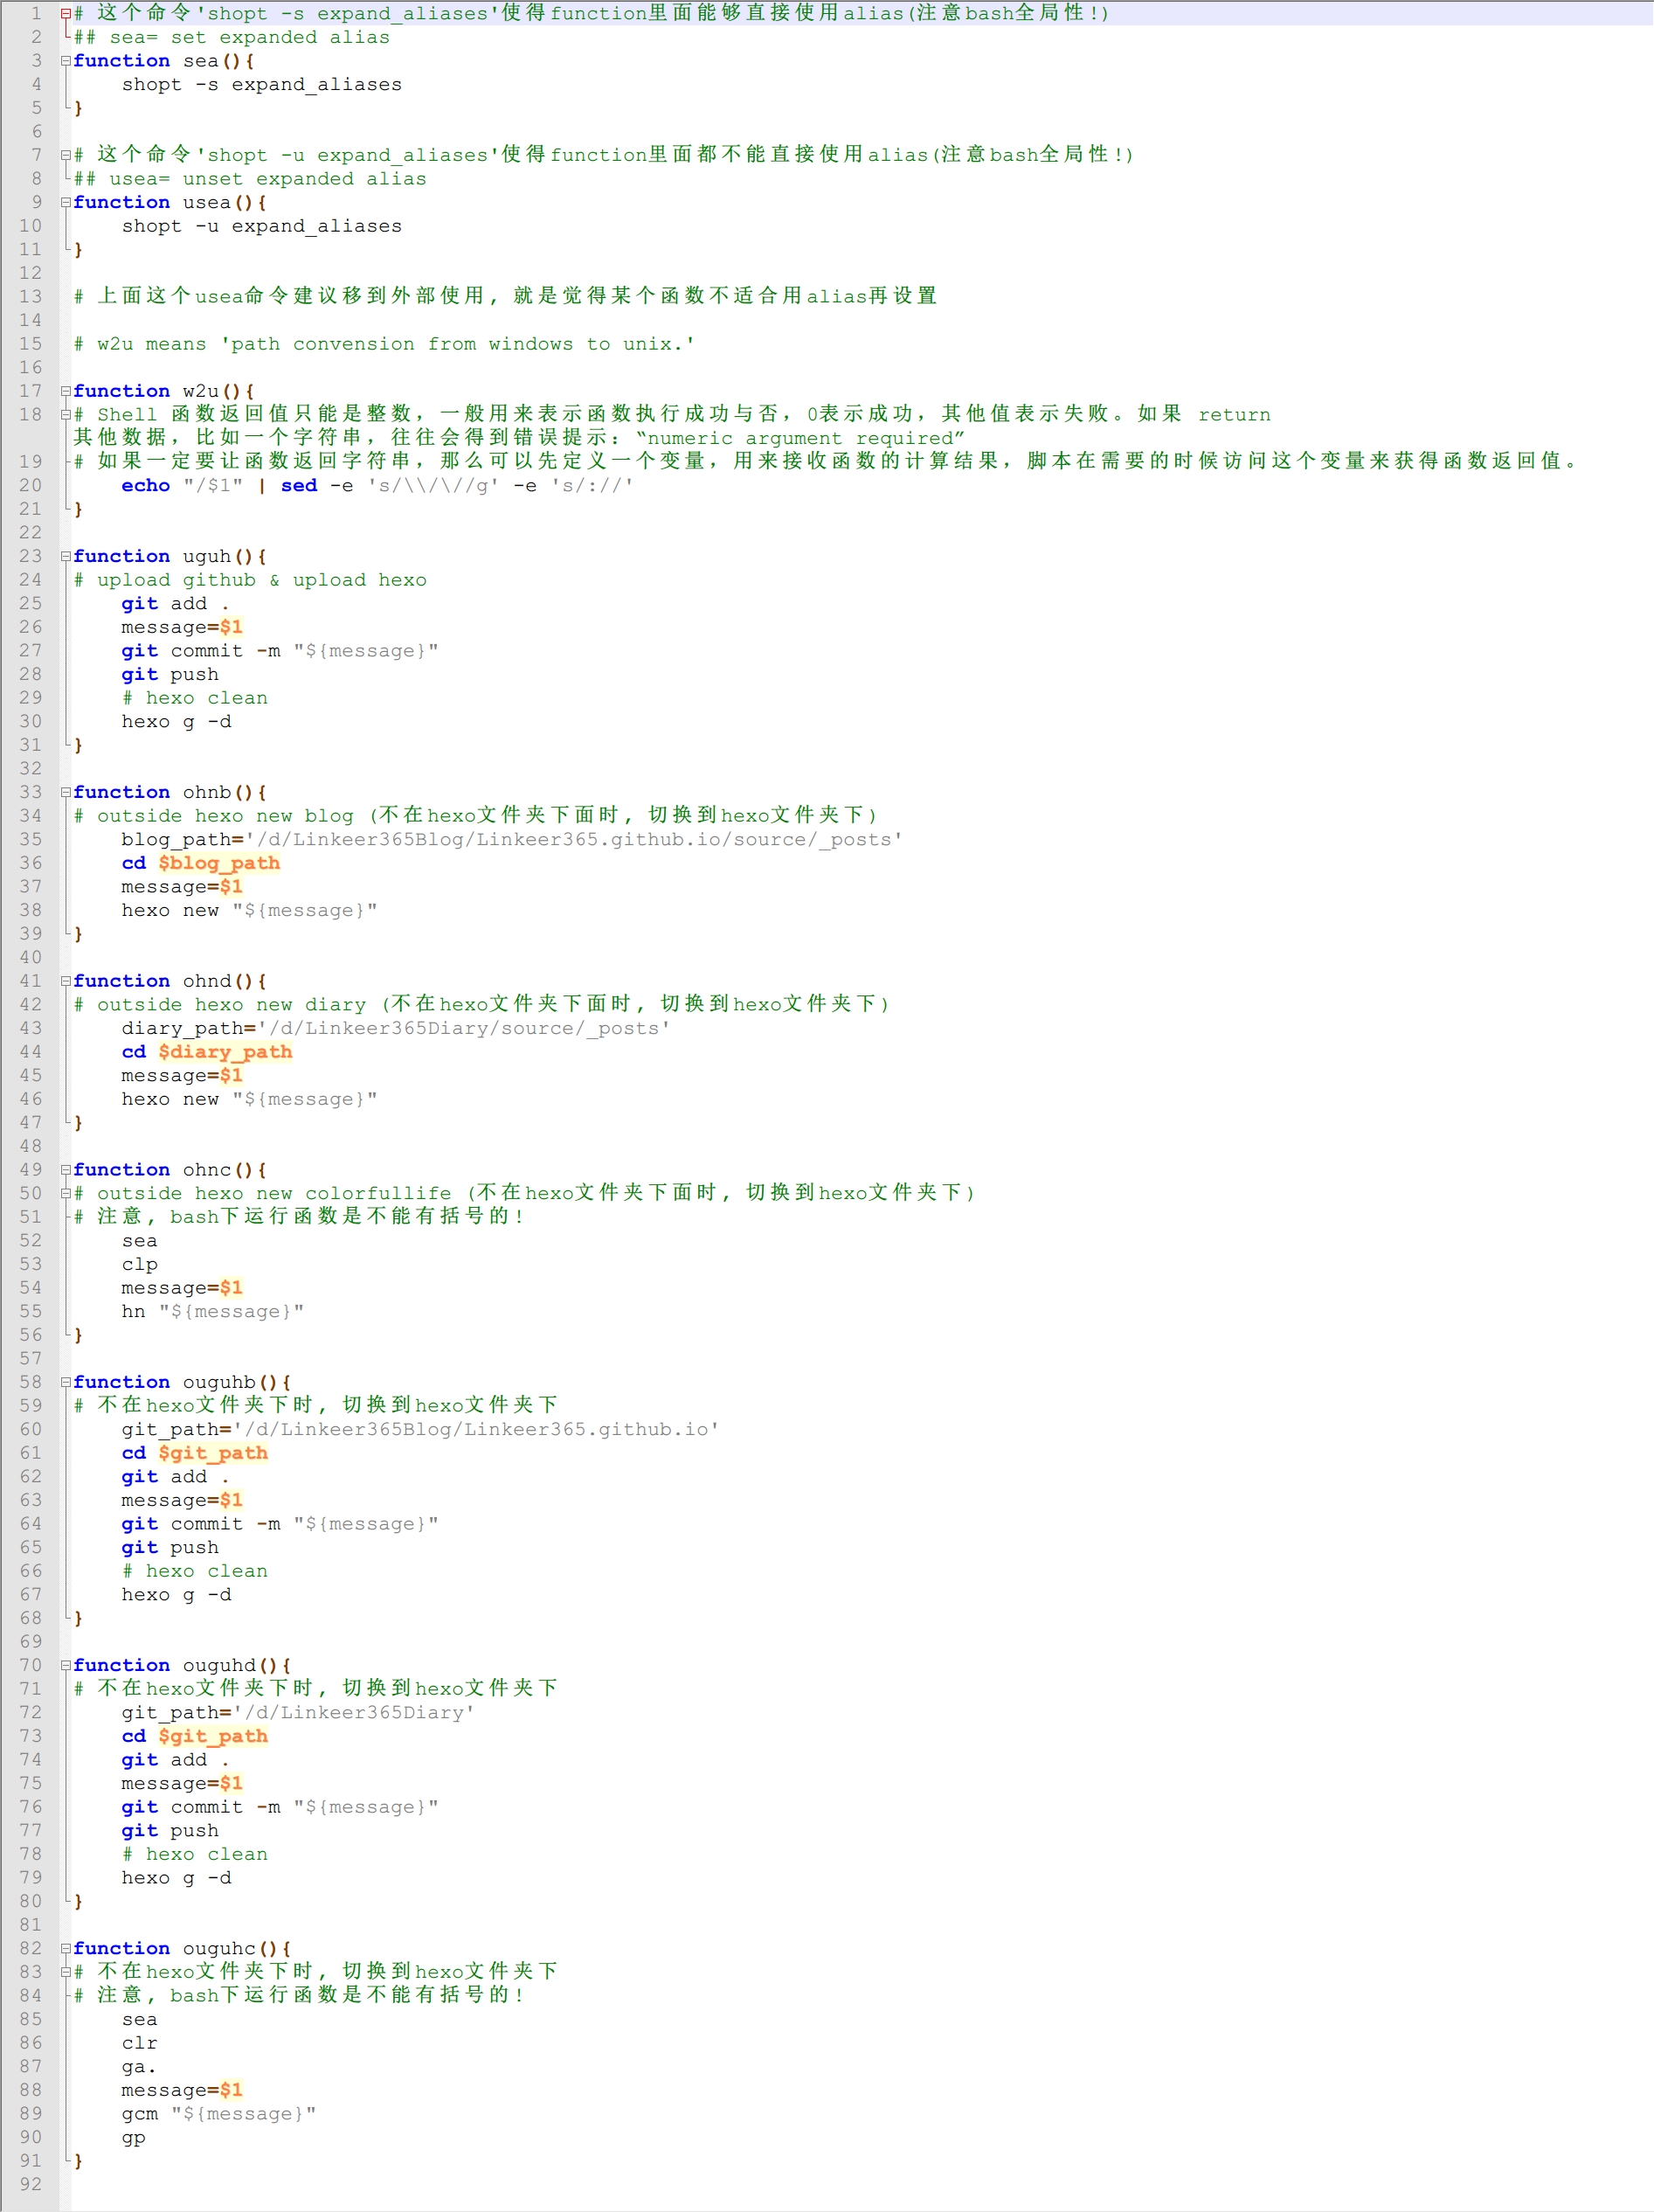 1 # 这个命令'shopt -s expand_aliases'使得function里面能够直接使用alias(注意bash全局性!)
2 ## sea= set expanded alias
3 function sea(){
4     shopt -s expand_aliases
5 }
6
7 # 这个命令'shopt -u expand_aliases'使得function里面都不能直接使用alias(注意bash全局性!)
8 ## usea= unset expanded alias
9 function usea(){
10     shopt -u expand_aliases
11 }
12
13 # 上面这个usea命令建议移到外部使用, 就是觉得某个函数不适合用alias再设置
14
15 # w2u means 'path convension from windows to unix.'
16
17 function w2u(){
18 # Shell 函数返回值只能是整数，一般用来表示函数执行成功与否，0表示成功，其他值表示失败。如果 return
其他数据，比如一个字符串，往往会得到错误提示：“numeric argument required”
19 # 如果一定要让函数返回字符串，那么可以先定义一个变量，用来接收函数的计算结果，脚本在需要的时候访问这个变量来获得函数返回值。
20     echo "/$1" | sed -e 's/\\/\//g' -e 's/://'
21 }
22
23 function uguh(){
24 # upload github & upload hexo
25     git add .
26     message=$1
27     git commit -m "${message}"
28     git push
29     # hexo clean
30     hexo g -d
31 }
32
33 function ohnb(){
34 # outside hexo new blog (不在hexo文件夹下面时, 切换到hexo文件夹下)
35     blog_path='/d/Linkeer365Blog/Linkeer365.github.io/source/_posts'
36     cd $blog_path
37     message=$1
38     hexo new "${message}"
39 }
40
41 function ohnd(){
42 # outside hexo new diary (不在hexo文件夹下面时, 切换到hexo文件夹下)
43     diary_path='/d/Linkeer365Diary/source/_posts'
44     cd $diary_path
45     message=$1
46     hexo new "${message}"
47 }
48
49 function ohnc(){
50 # outside hexo new colorfullife (不在hexo文件夹下面时, 切换到hexo文件夹下)
51 # 注意, bash下运行函数是不能有括号的!
52     sea
53     clp
54     message=$1
55     hn "${message}"
56 }
57
58 function ouguhb(){
59 # 不在hexo文件夹下时, 切换到hexo文件夹下
60     git_path='/d/Linkeer365Blog/Linkeer365.github.io'
61     cd $git_path
62     git add .
63     message=$1
64     git commit -m "${message}"
65     git push
66     # hexo clean
67     hexo g -d
68 }
69
70 function ouguhd(){
71 # 不在hexo文件夹下时, 切换到hexo文件夹下
72     git_path='/d/Linkeer365Diary'
73     cd $git_path
74     git add .
75     message=$1
76     git commit -m "${message}"
77     git push
78     # hexo clean
79     hexo g -d
80 }
81
82 function ouguhc(){
83 # 不在hexo文件夹下时, 切换到hexo文件夹下
84 # 注意, bash下运行函数是不能有括号的!
85     sea
86     clr
87     ga.
88     message=$1
89     gcm "${message}"
90     gp
91 }
92